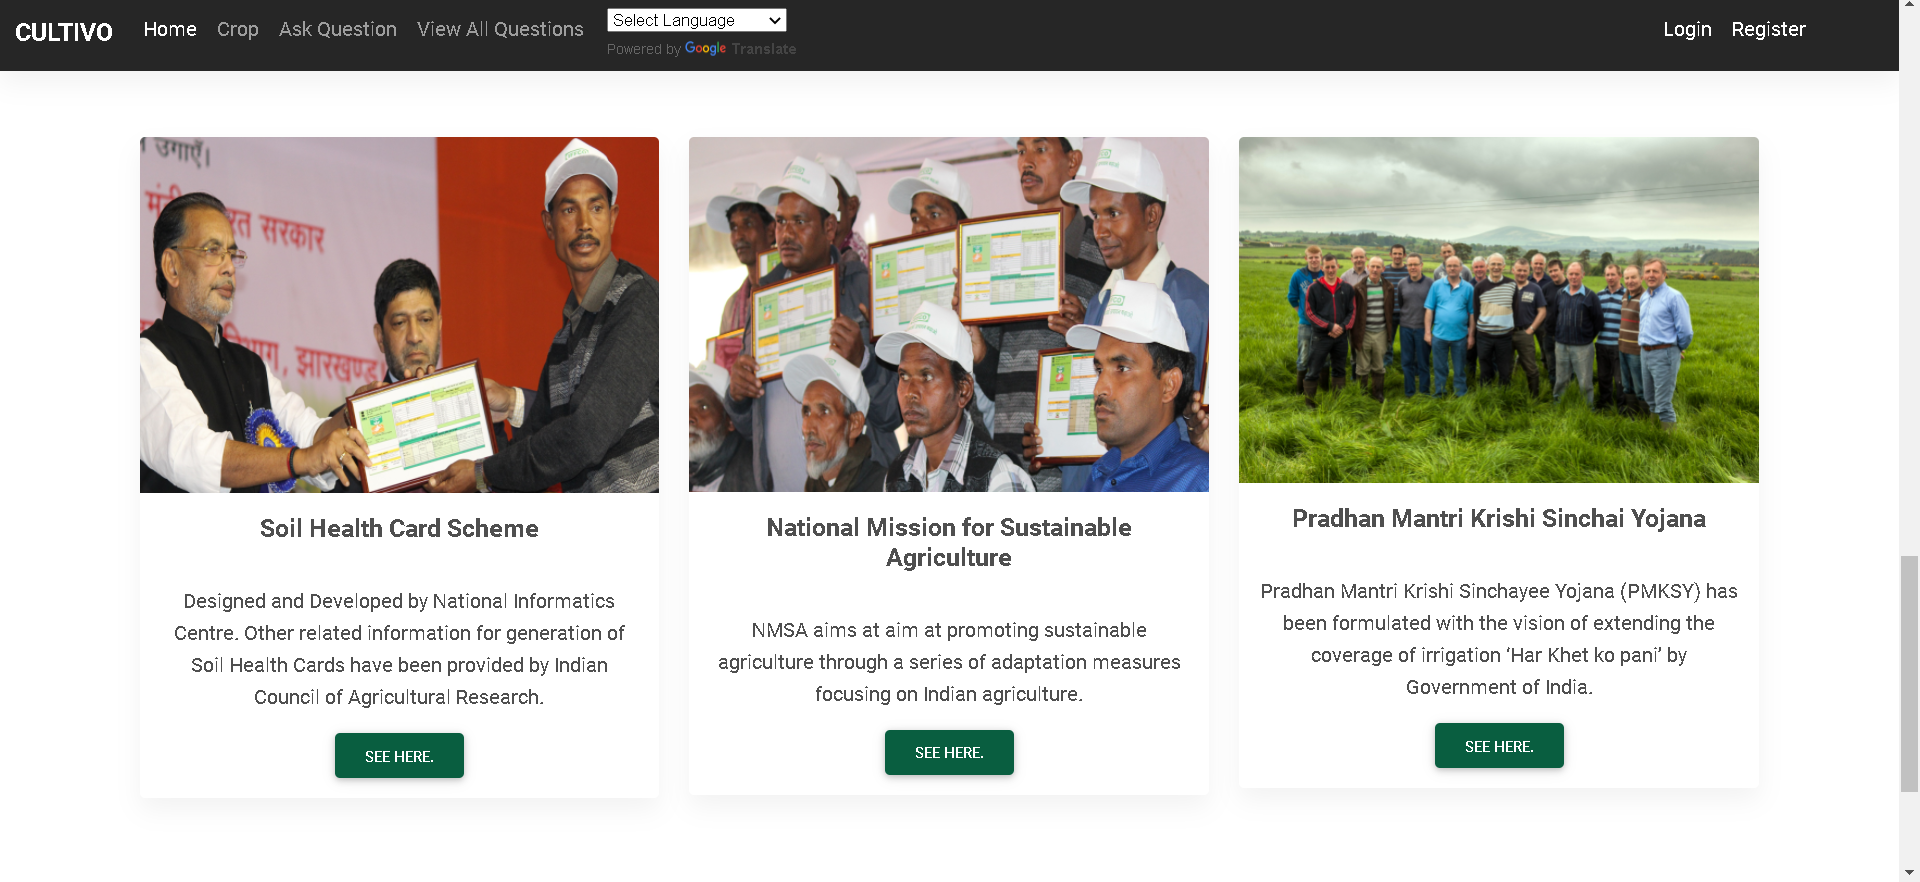 CULTIVO Home Crop Ask Question View All Questions Select Language Login Register
Powered by Google Translate
उगाएँ।
सरकार
झारखण्ड
Soil Health Card Scheme
Designed and Developed by National Informatics
Centre. Other related information for generation of
Soil Health Cards have been provided by Indian
Council of Agricultural Research.
SEE HERE.
National Mission for Sustainable
Agriculture
NMSA aims at aim at promoting sustainable
agriculture through a series of adaptation measures
focusing on Indian agriculture.
SEE HERE.
Pradhan Mantri Krishi Sinchai Yojana
Pradhan Mantri Krishi Sinchayee Yojana (PMKSY) has
been formulated with the vision of extending the
coverage of irrigation ‘Har Khet ko pani’ by
Government of India.
SEE HERE.